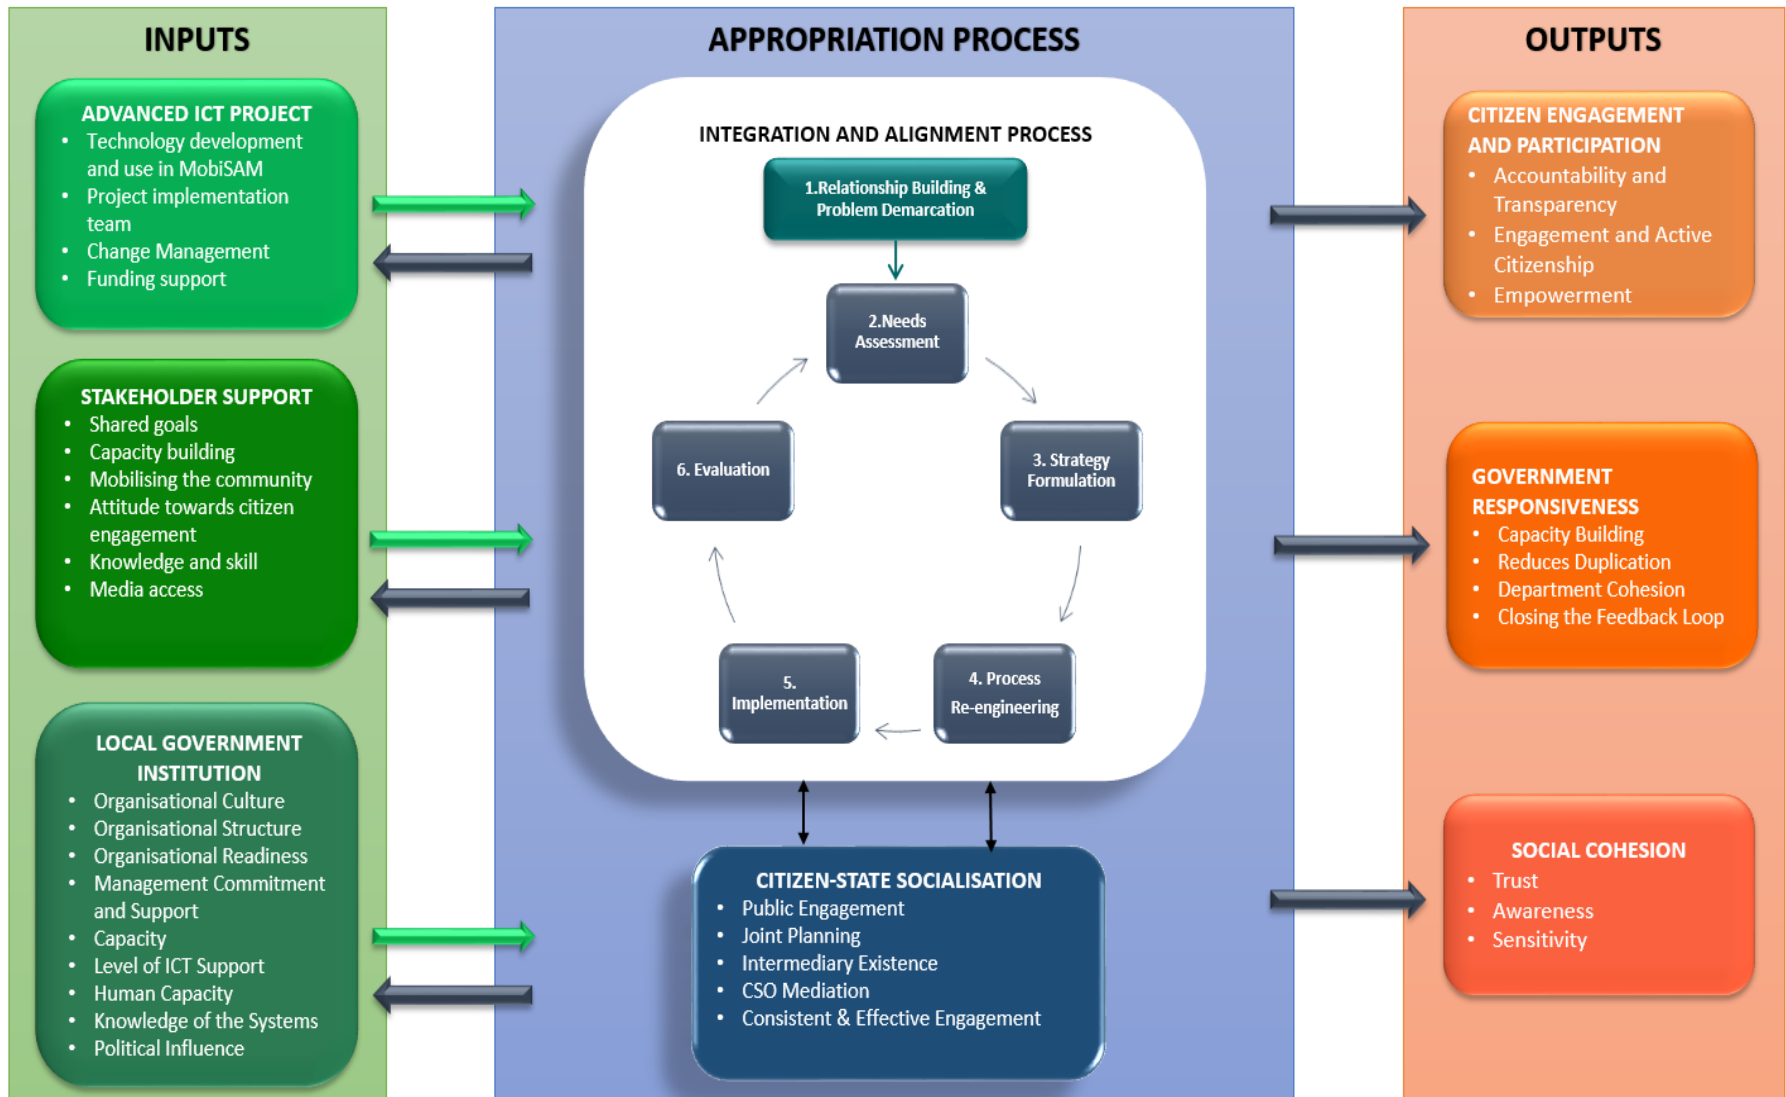 INPUTS
ADVANCED ICT PROJECT
• Technology development
and use in MobiSAM
• Project implementation
team
• Change Management
• Funding support
STAKEHOLDER SUPPORT
• Shared goals
• Capacity building
• Mobilising the community
• Attitude towards citizen
engagement
• Knowledge and skill
• Media access
LOCAL GOVERNMENT
INSTITUTION
• Organisational Culture
• Organisational Structure
• Organisational Readiness
• Management Commitment
and Support
• Capacity
• Level of ICT Support
• Human Capacity
• Knowledge of the Systems
• Political Influence
APPROPRIATION PROCESS
INTEGRATION AND ALIGNMENT PROCESS
1.Relationship Building &
Problem Demarcation
2.Needs
Assessment
3. Strategy
Formulation
4. Process
Re-engineering
5.
Implementation
6. Evaluation
CITIZEN-STATE SOCIALISATION
• Public Engagement
• Joint Planning
• Intermediary Existence
• CSO Mediation
• Consistent & Effective Engagement
OUTPUTS
CITIZEN ENGAGEMENT
AND PARTICIPATION
• Accountability and
Transparency
• Engagement and Active
Citizenship
• Empowerment
GOVERNMENT
RESPONSIVENESS
• Capacity Building
• Reduces Duplication
• Department Cohesion
• Closing the Feedback Loop
SOCIAL COHESION
• Trust
• Awareness
• Sensitivity